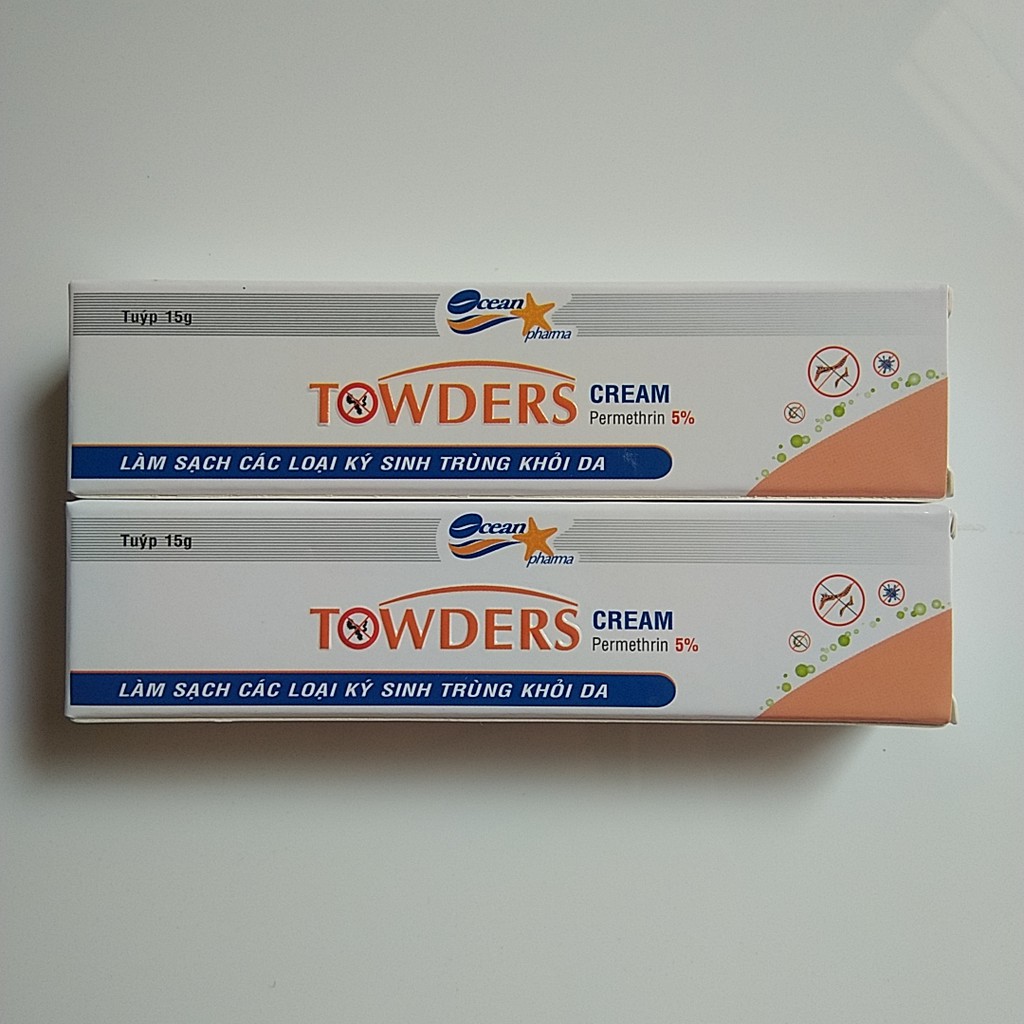 Tuýp 15g
Ocean
pharma
TOWDERS CREAM
Permethrin 5%
LÀM SẠCH CÁC LOẠI KÝ SINH TRÙNG KHỎI DA
Tuýp 15g
Ocean
pharma
TOWDERS CREAM
Permethrin 5%
LÀM SẠCH CÁC LOẠI KÝ SINH TRÙNG KHỎI DA